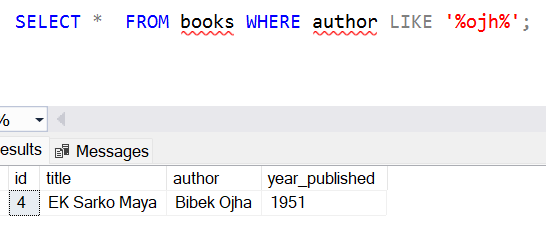 SELECT *  FROM books WHERE author LIKE '%ojh%';
%
esults Messages
id title author year_published
4 EK Sarko Maya Bibek Ojha 1951